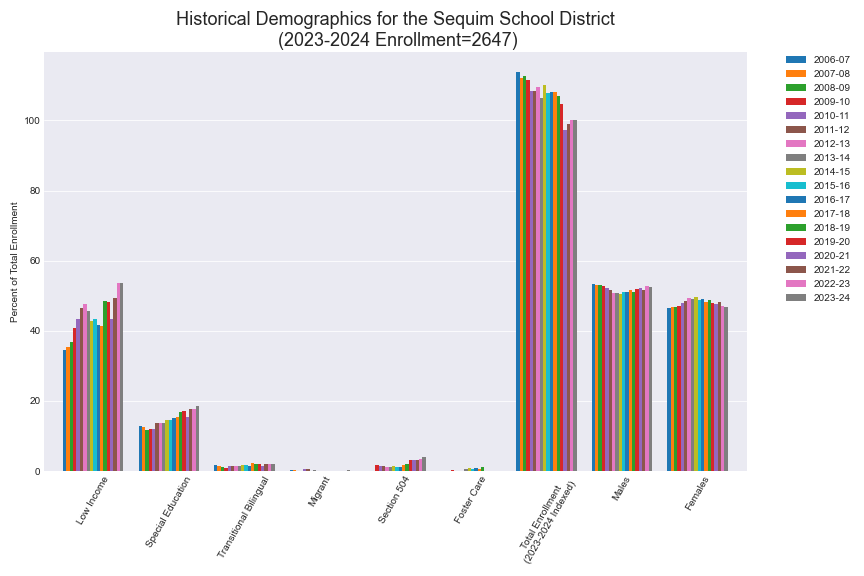 Historical Demographics for the Sequim School District
(2023-2024 Enrollment=2647)
Percent of Total Enrollment
100
80
60
40
20
0
Low Income
Special Education
Transitional Bilingual
Migrant
Section 504
Foster Care
Total Enrollment
(2023-2024 Indexed)
Males
Females
2006-07
2007-08
2008-09
2009-10
2010-11
2011-12
2012-13
2013-14
2014-15
2015-16
2016-17
2017-18
2018-19
2019-20
2020-21
2021-22
2022-23
2023-24